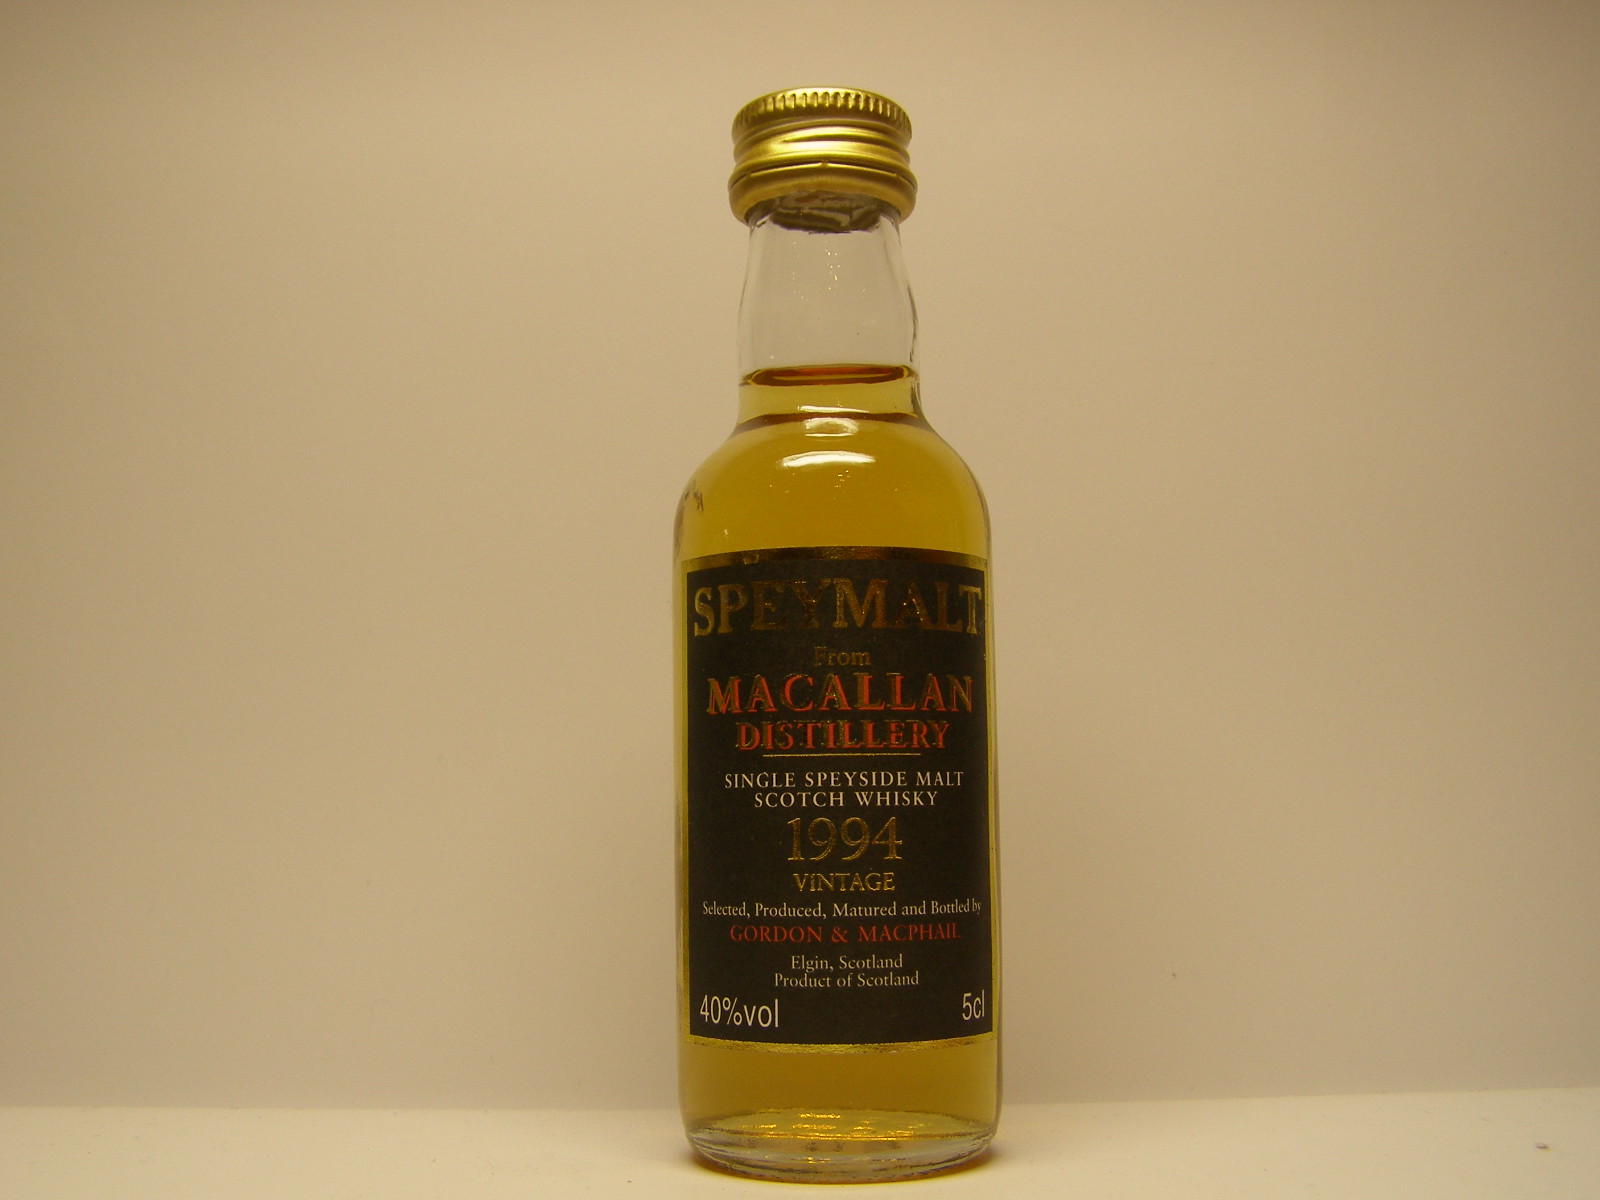 SPEYMALT
From
MACALLAN
DISTILLERY
SINGLE SPEYSIDE MALT
SCOTCH WHISKY
1994
VINTAGE
Selected, Produced, Matured and Bottled by
GORDON & MACPHAIL
Elgin, Scotland
Product of Scotland
40%vol 5cl